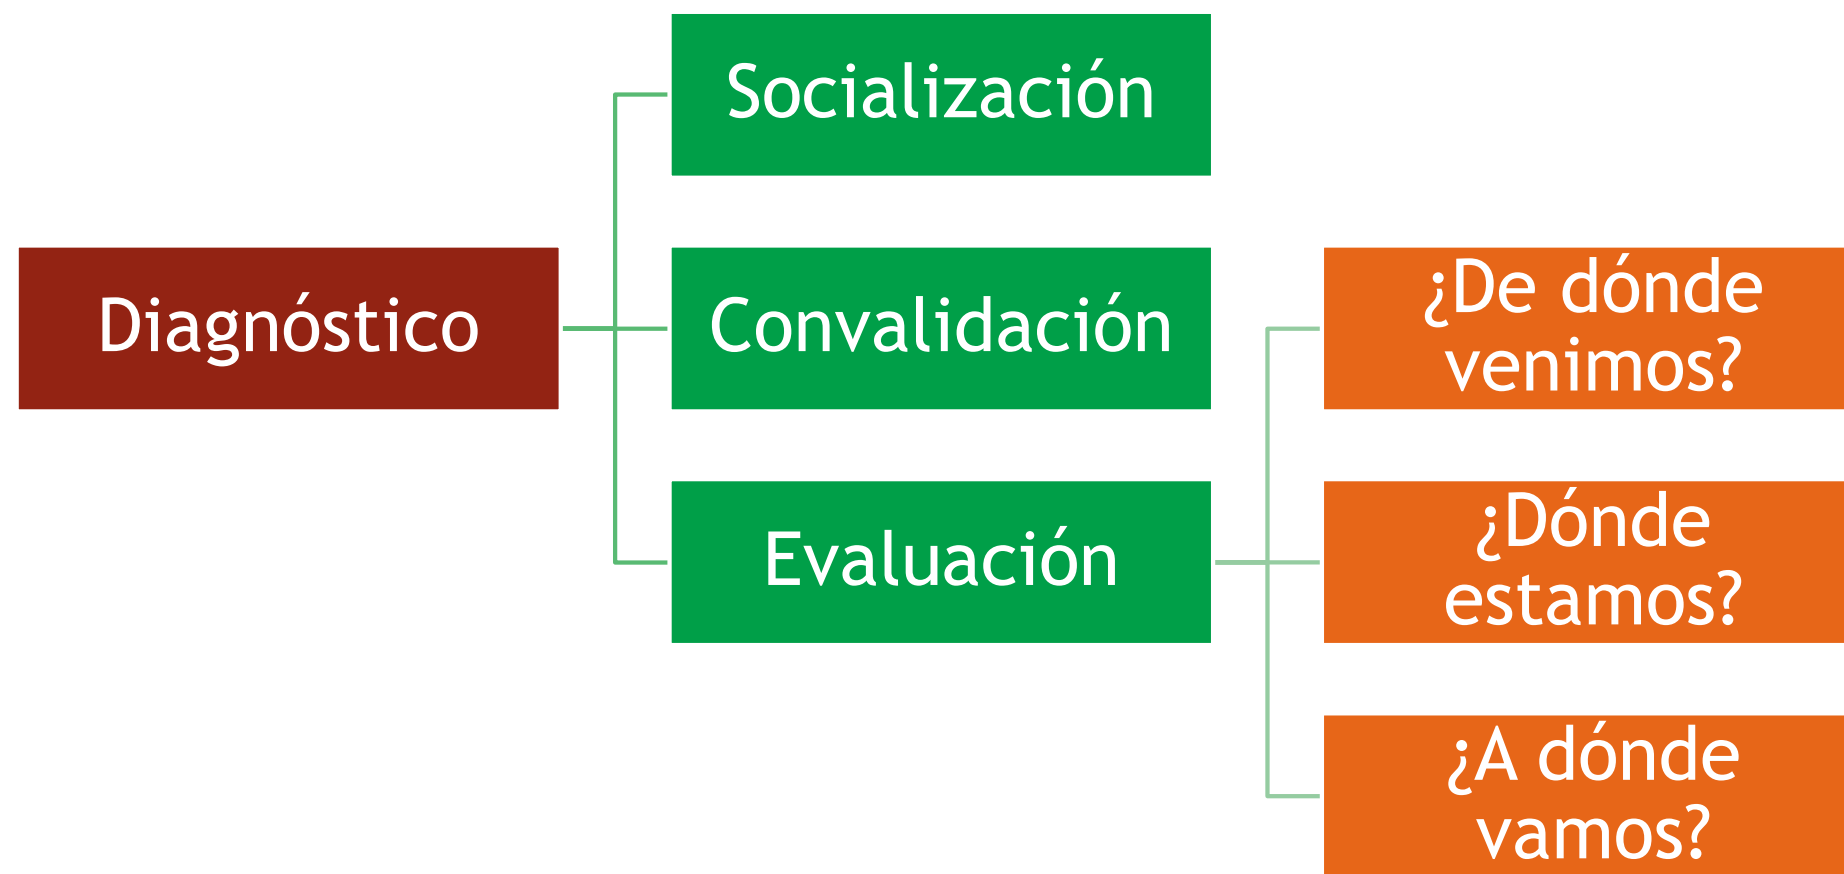 Socialización
Diagnóstico
Convalidación
Evaluación
¿De dónde
venimos?
¿Dónde
estamos?
¿A dónde
vamos?